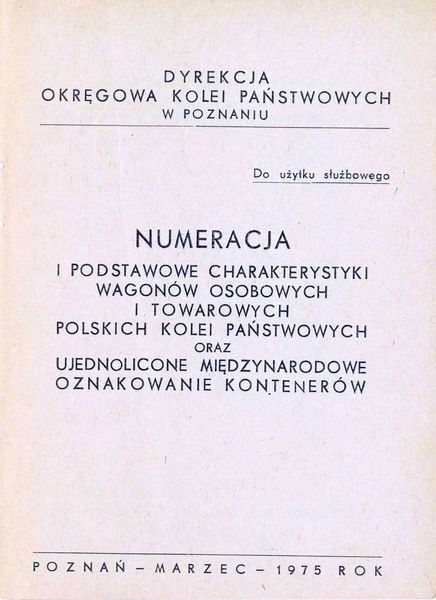 DYREKCJA
OKRĘGOWA KOLEI PAŃSTWOWYCH
W POZNANIU
Do użytku służbowego
NUMERACJA
I PODSTAWOWE CHARAKTERYSTYKI
WAGONÓW OSOBOWYCH
I TOWAROWYCH
POLSKICH KOLEI PAŃSTWOWYCH
ORAZ
UJEDNOLICONE MIĘDZYNARODOWE
OZNAKOWANIE KONTENERÓW
POZNAŃ – MARZEC – 1975 ROK